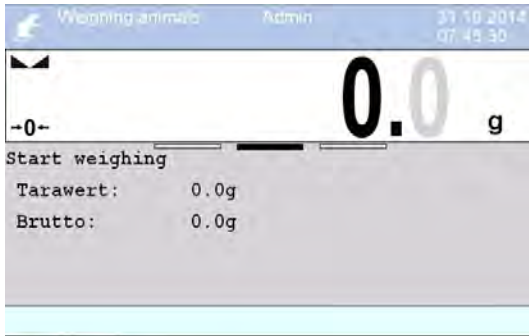 Weighing animals Admin 31.10.2014
07:45:30
0.0 g
→0←
Start weighing
Tarawert: 0.0g
Brutto: 0.0g